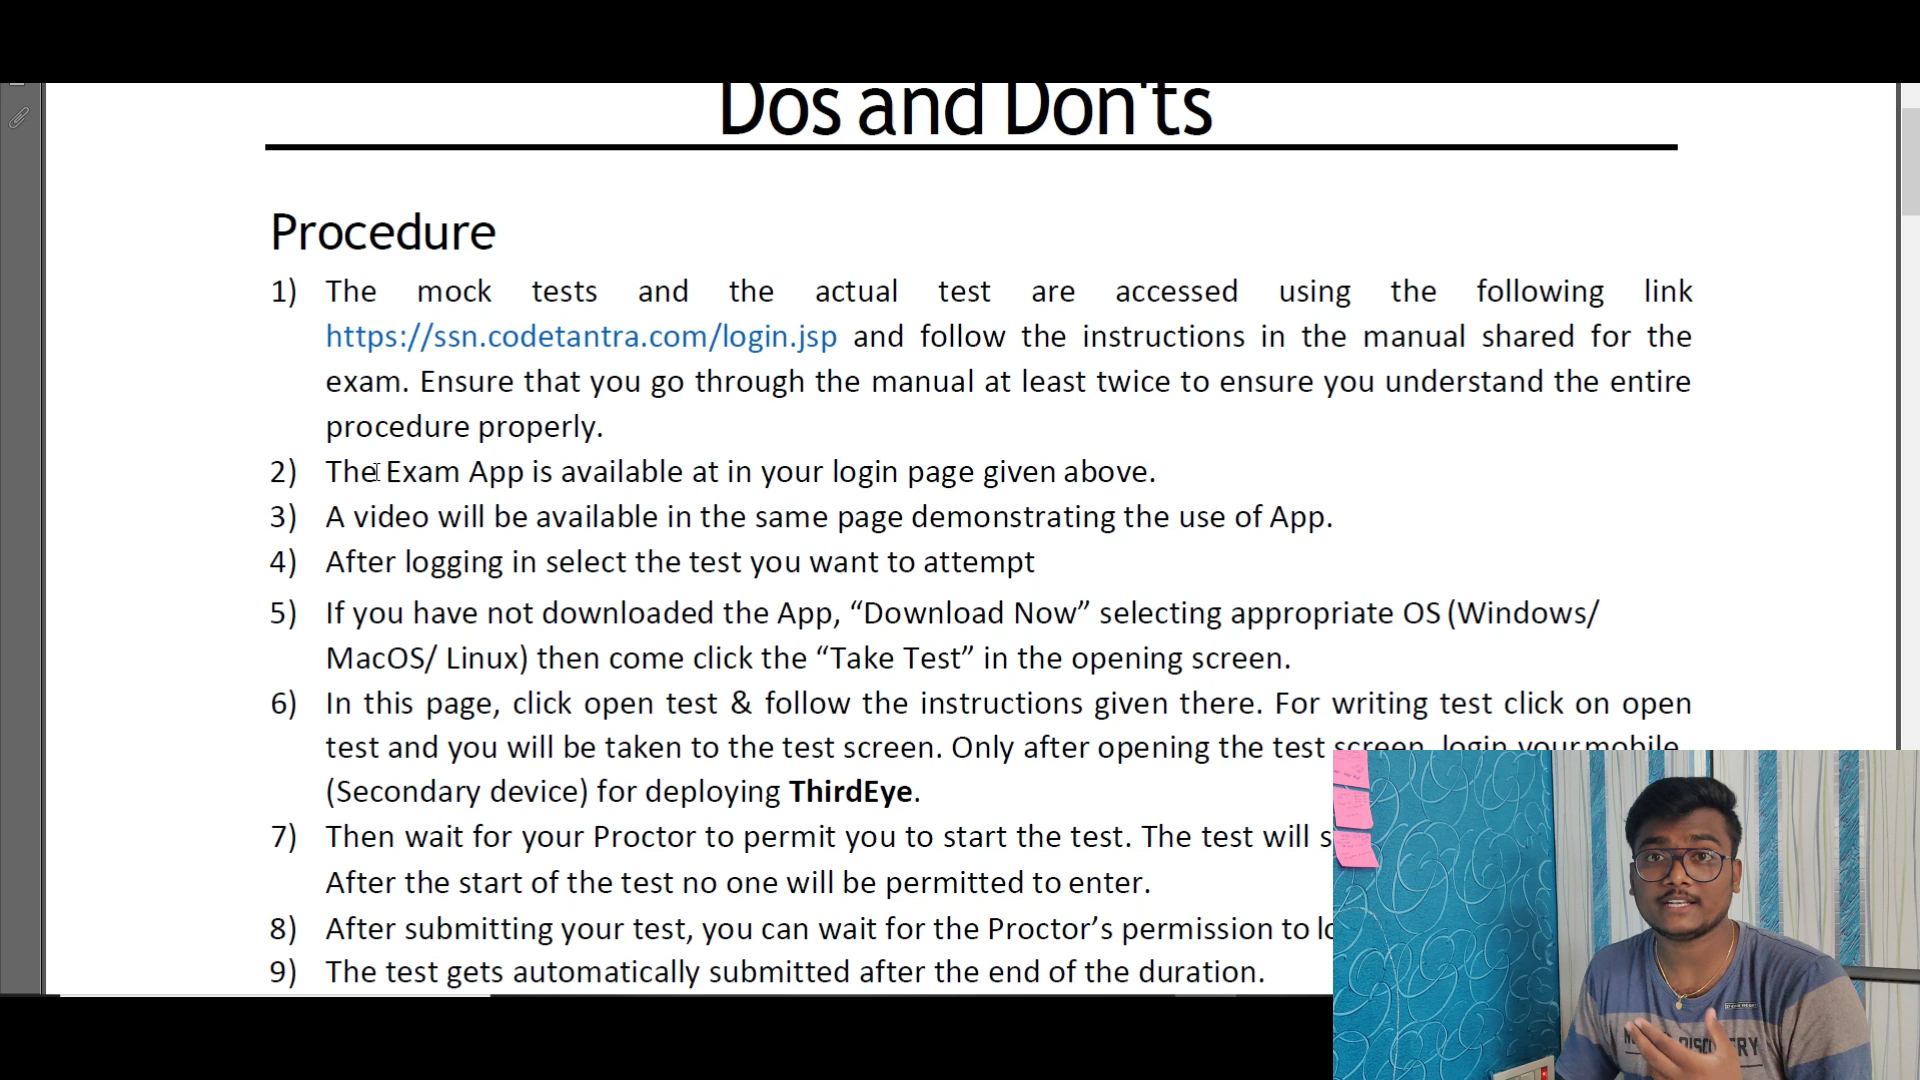 Dos and Don'ts
Procedure
1) The mock tests and the actual test are accessed using the following link
https://ssn.codetantra.com/login.jsp and follow the instructions in the manual shared for the
exam. Ensure that you go through the manual at least twice to ensure you understand the entire
procedure properly.
2) The Exam App is available at in your login page given above.
3) A video will be available in the same page demonstrating the use of App.
4) After logging in select the test you want to attempt
5) If you have not downloaded the App, “Download Now” selecting appropriate OS (Windows/
MacOS/ Linux) then come click the “Take Test” in the opening screen.
6) In this page, click open test & follow the instructions given there. For writing test click on open
test and you will be taken to the test screen. Only after opening the test screen, login your mobile
(Secondary device) for deploying ThirdEye.
7) Then wait for your Proctor to permit you to start the test. The test will
After the start of the test no one will be permitted to enter.
8) After submitting your test, you can wait for the Proctor’s permission to
9) The test gets automatically submitted after the end of the duration.